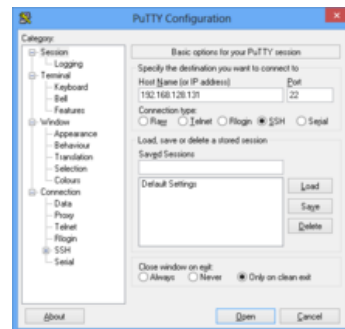 PuTTY Configuration
Category:
Session
Logging
Terminal
Keyboard
Bell
Features
Window
Appearance
Behaviour
Translation
Selection
Colours
Connection
Data
Proxy
Telnet
Rlogin
SSH
Serial
Basic options for your PuTTY session
Specify the destination you want to connect to
Host Name (or IP address)
Port
192.168.128.131
22
Connection type:
Raw Telnet Rlogin SSH Serial
Load, save or delete a stored session
Saved Sessions
Default Settings
Load
Save
Delete
Close window on exit:
Always Never Only on clean exit
About
Open
Cancel